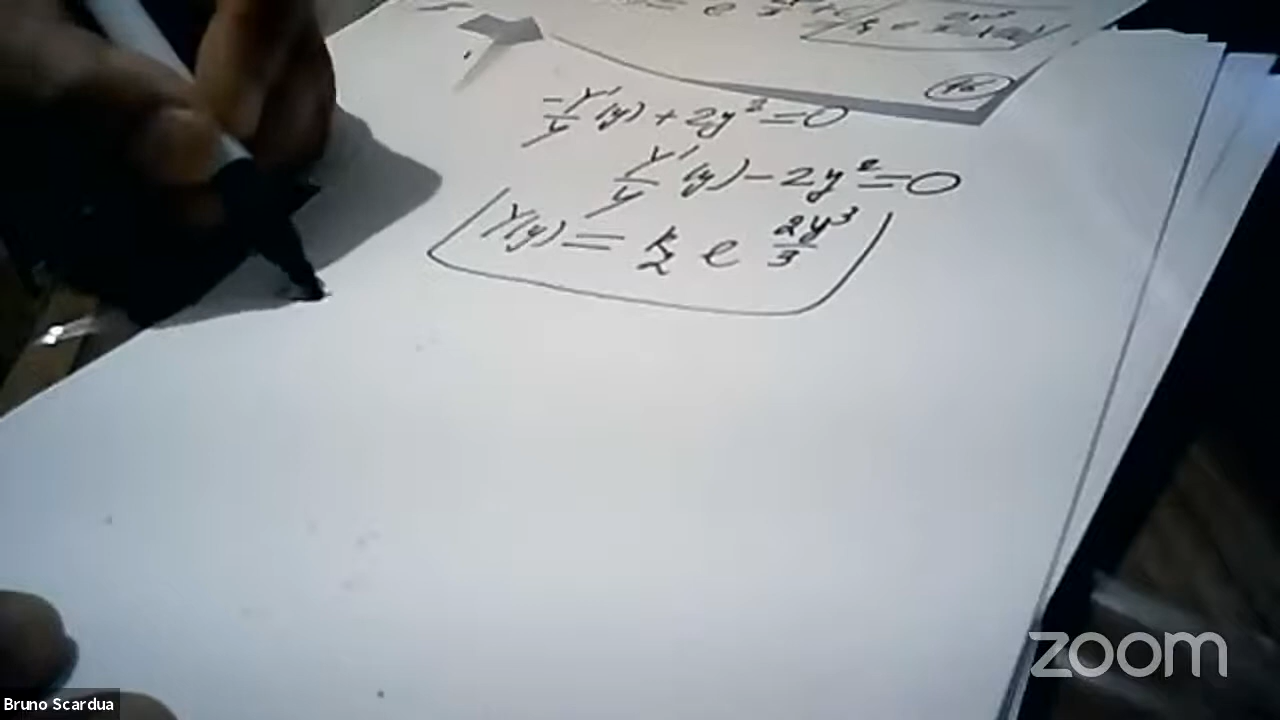 -Y'/Y (y) + 2y² = 0
Y'/Y (y) - 2y² = 0
Y(y) = k₂ e^(2y³/3)
zoom
Bruno Scardua